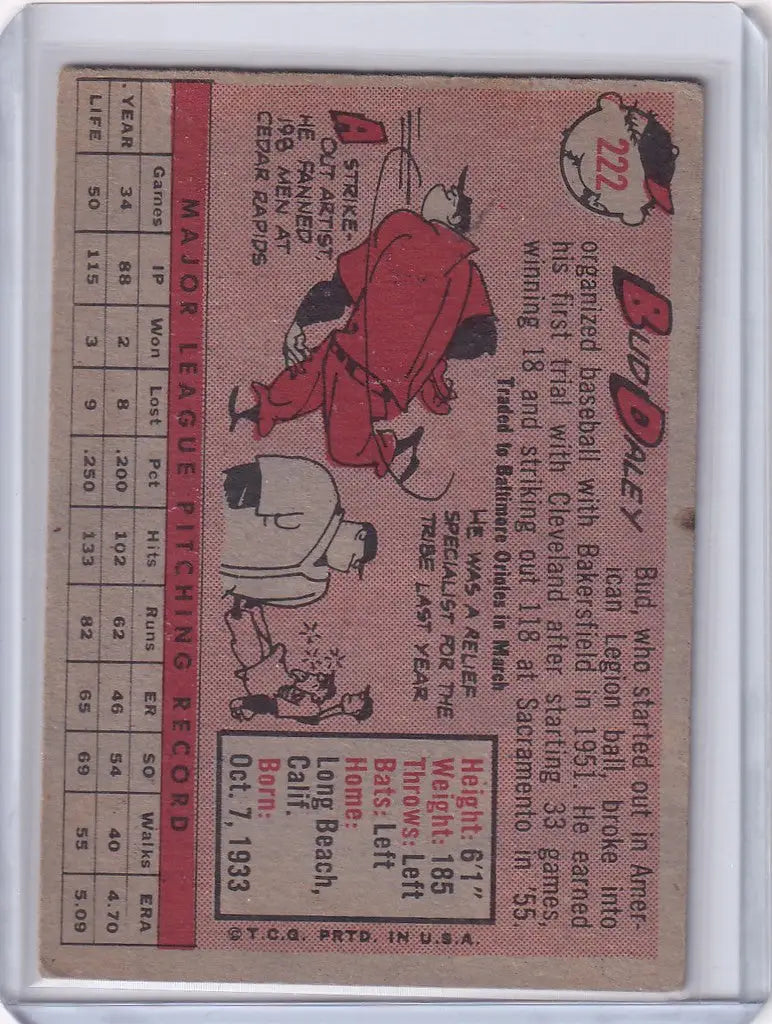 222
BUD DALEY
Bud, who started out in Amer-
ican Legion ball, broke into
organized baseball with Bakersfield in 1951. He earned
his first trial with Cleveland after starting 33 games,
winning 18 and striking out 118 at Sacramento in '55.
Traded to Baltimore Orioles in March
A STRIKE-
OUT ARTIST,
HE FANNED
198 MEN AT
CEDAR RAPIDS
HE WAS A RELIEF
SPECIALIST FOR THE
TRIBE LAST YEAR
Height: 6'1"
Weight: 185
Throws: Left
Bats: Left
Home:
Long Beach,
Calif.
Born:
Oct. 7, 1933
©T.C.G. PRTD. IN U.S.A.
MAJOR LEAGUE PITCHING RECORD
Games IP Won Lost Pct Hits Runs ER SO Walks ERA
YEAR 34 88 2 8 .200 102 62 46 54 40 4.70
LIFE 50 115 3 9 .250 133 82 65 69 55 5.09